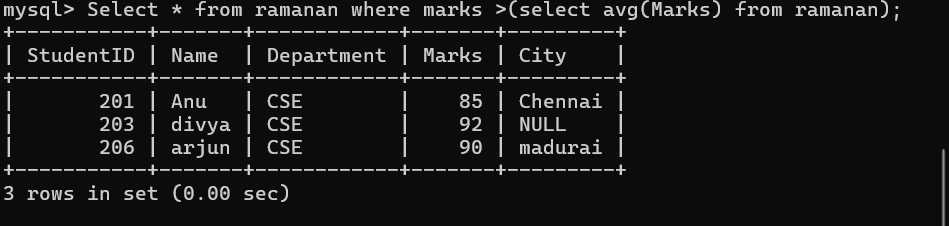 mysql> Select * from ramanan where marks >(select avg(Marks) from ramanan);
+-----------+-------+------------+-------+---------+
| StudentID | Name  | Department | Marks | City    |
+-----------+-------+------------+-------+---------+
|       201 | Anu   | CSE        |    85 | Chennai |
|       203 | divya | CSE        |    92 | NULL    |
|       206 | arjun | CSE        |    90 | madurai |
+-----------+-------+------------+-------+---------+
3 rows in set (0.00 sec)